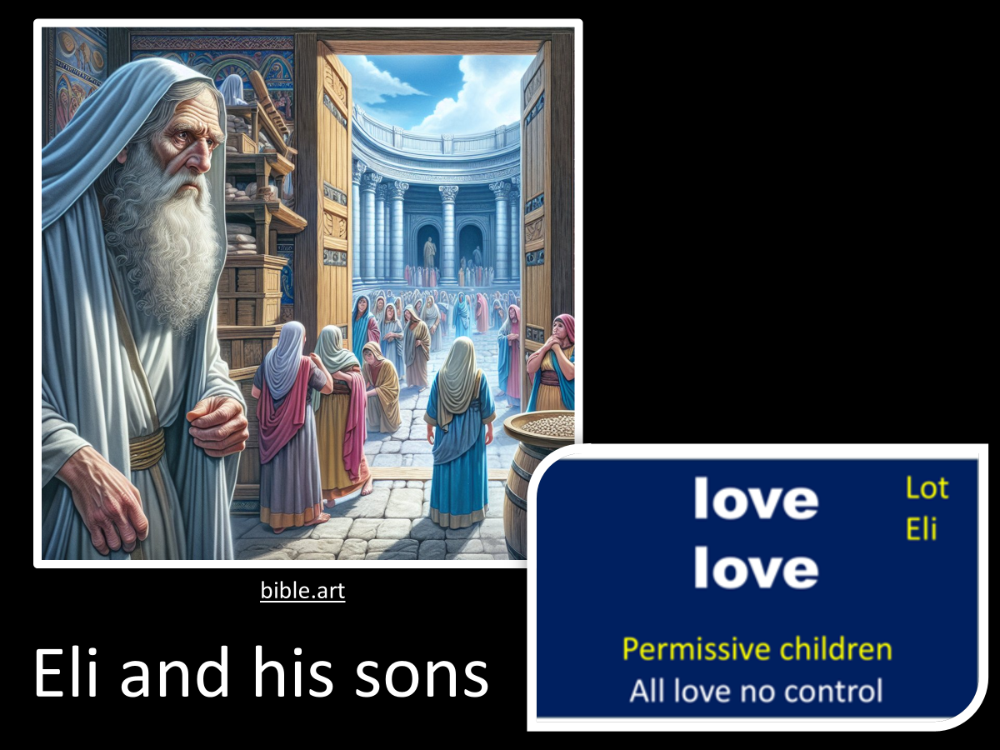 bible.art
Eli and his sons
love
love
Lot
Eli
Permissive children
All love no control